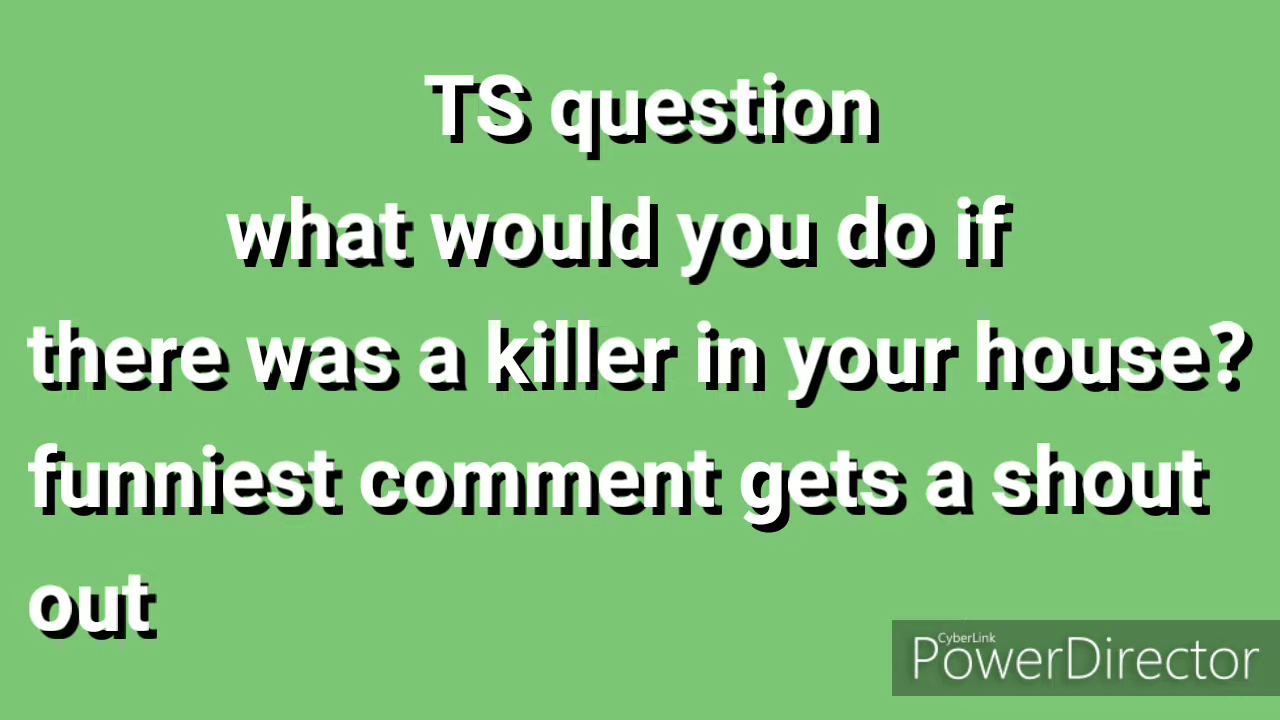 TS question
what would you do if
there was a killer in your house?
funniest comment gets a shout
out
CyberLink
PowerDirector